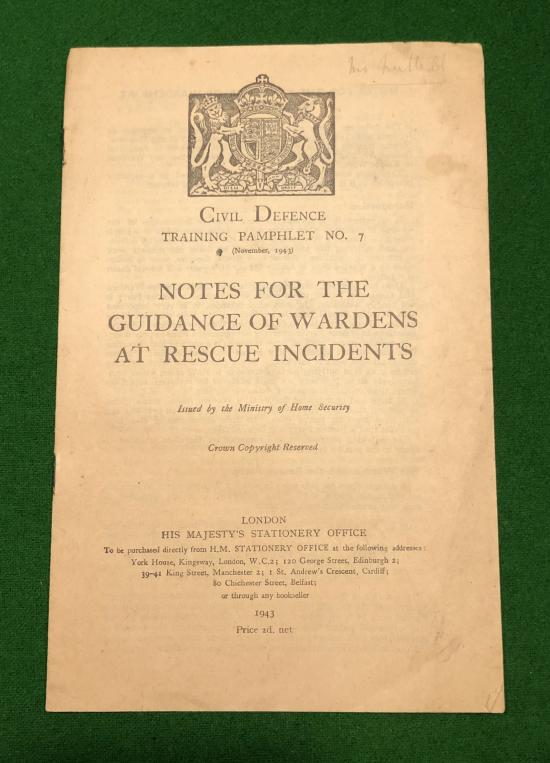 CIVIL DEFENCE
TRAINING PAMPHLET NO. 7
(November, 1943)
NOTES FOR THE
GUIDANCE OF WARDENS
AT RESCUE INCIDENTS
Issued by the Ministry of Home Security
Crown Copyright Reserved
LONDON
HIS MAJESTY'S STATIONERY OFFICE
To be purchased directly from H.M. STATIONERY OFFICE at the following addresses:
York House, Kingsway, London, W.C.2; 120 George Street, Edinburgh 2;
39-41 King Street, Manchester 2; 1 St. Andrew's Crescent, Cardiff;
80 Chichester Street, Belfast;
or through any bookseller
1943
Price 2d. net